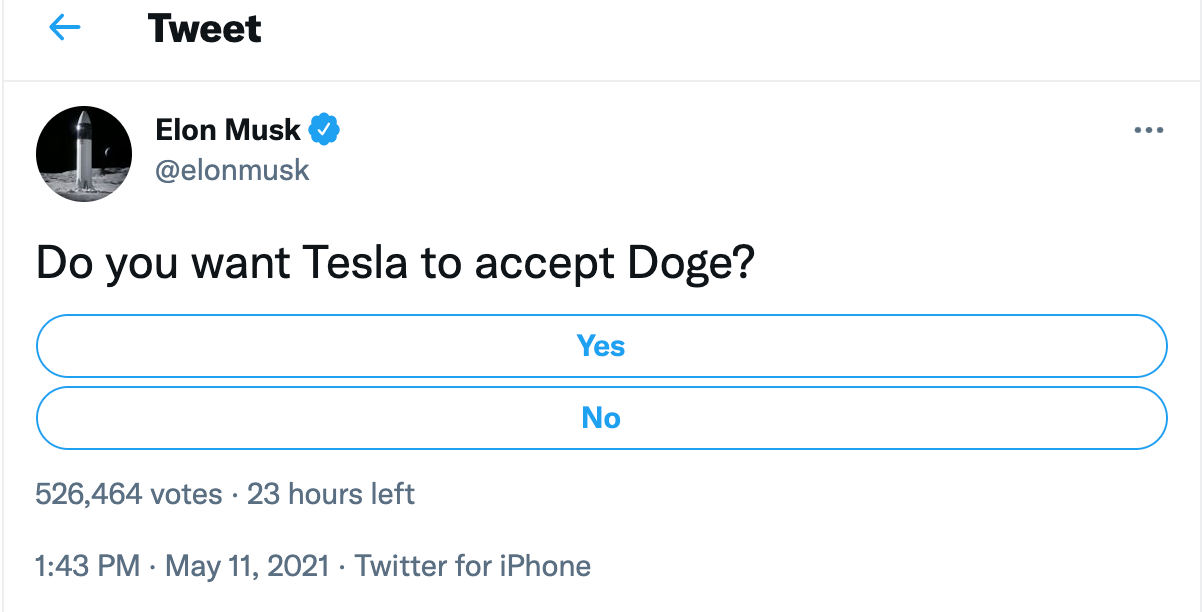 Tweet
Elon Musk
@elonmusk
Do you want Tesla to accept Doge?
Yes
No
526,464 votes · 23 hours left
1:43 PM · May 11, 2021 · Twitter for iPhone